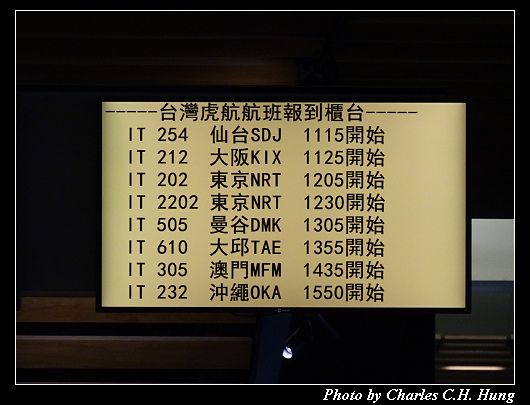 -----台灣虎航航班報到櫃台-----
IT 254 仙台SDJ 1115開始
IT 212 大阪KIX 1125開始
IT 202 東京NRT 1205開始
IT 2202 東京NRT 1230開始
IT 505 曼谷DMK 1305開始
IT 610 大邱TAE 1355開始
IT 305 澳門MFM 1435開始
IT 232 沖繩OKA 1550開始
Photo by Charles C.H. Hung